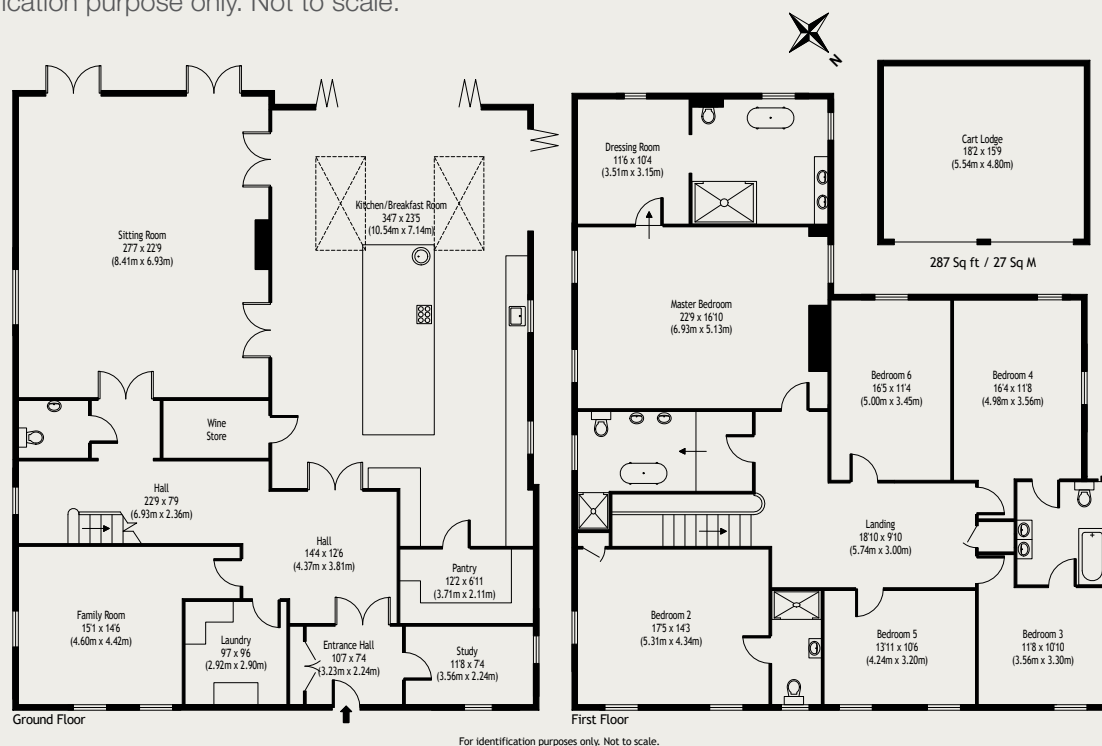 ication purpose only. Not to scale.
N
Sitting Room
27'7 x 22'9
(8.41m x 6.93m)
Kitchen/Breakfast Room
34'7 x 23'5
(10.54m x 7.14m)
Wine
Store
Hall
22'9 x 7'9
(6.93m x 2.36m)
Hall
14'4 x 12'6
(4.37m x 3.81m)
Pantry
12'2 x 6'11
(3.71m x 2.11m)
Family Room
15'1 x 14'6
(4.60m x 4.42m)
Laundry
9'7 x 9'6
(2.92m x 2.90m)
Entrance Hall
10'7 x 7'4
(3.23m x 2.24m)
Study
11'8 x 7'4
(3.56m x 2.24m)
Ground Floor
Dressing Room
11'6 x 10'4
(3.51m x 3.15m)
Cart Lodge
18'2 x 15'9
(5.54m x 4.80m)
287 Sq ft / 27 Sq M
Master Bedroom
22'9 x 16'10
(6.93m x 5.13m)
Bedroom 6
16'5 x 11'4
(5.00m x 3.45m)
Bedroom 4
16'4 x 11'8
(4.98m x 3.56m)
Landing
18'10 x 9'10
(5.74m x 3.00m)
Bedroom 2
17'5 x 14'3
(5.31m x 4.34m)
Bedroom 5
13'11 x 10'6
(4.24m x 3.20m)
Bedroom 3
11'8 x 10'10
(3.56m x 3.30m)
First Floor
For identification purposes only. Not to scale.